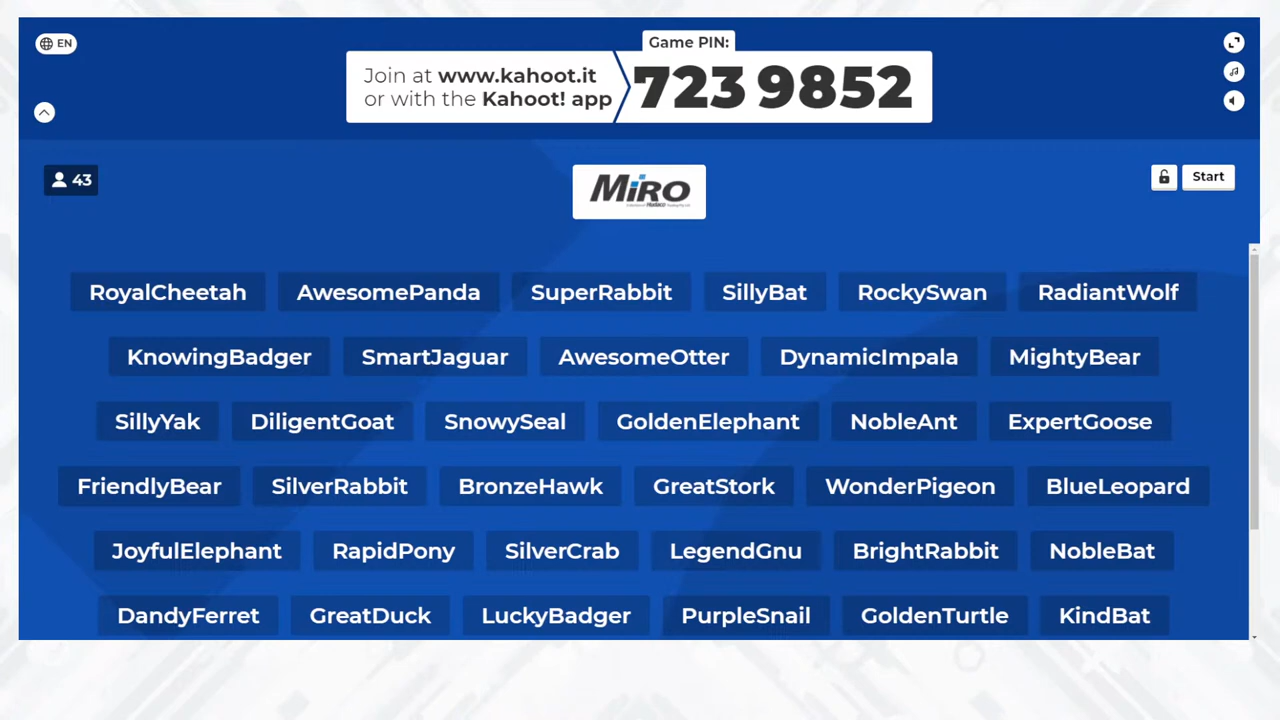 EN
Game PIN:
Join at www.kahoot.it
or with the Kahoot! app
723 9852
43
MiRO
Start
RoyalCheetah AwesomePanda SuperRabbit SillyBat RockySwan RadiantWolf
KnowingBadger SmartJaguar AwesomeOtter DynamicImpala MightyBear
SillyYak DiligentGoat SnowySeal GoldenElephant NobleAnt ExpertGoose
FriendlyBear SilverRabbit BronzeHawk GreatStork WonderPigeon BlueLeopard
JoyfulElephant RapidPony SilverCrab LegendGnu BrightRabbit NobleBat
DandyFerret GreatDuck LuckyBadger PurpleSnail GoldenTurtle KindBat